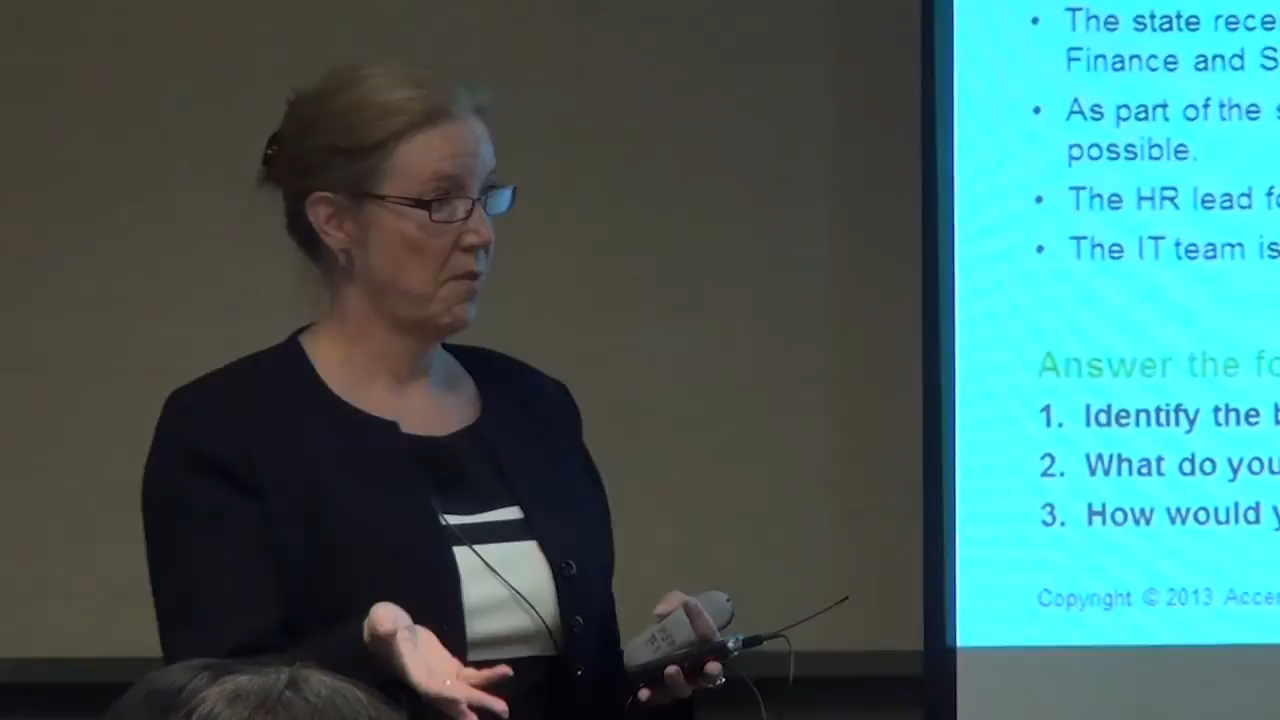 • The state rece
Finance and S
• As part of the s
possible.
• The HR lead fo
• The IT team is
Answer the fo
1. Identify the b
2. What do you
3. How would y
Copyright © 2013 Accen